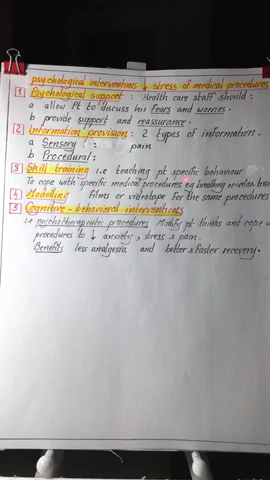 psychological interventions ↓ stress of medical procedures
1 Psychological support : Health care staff should :
a allow Pt to discuss his fears and worries.
b provide support and reassurance.
2 Information provision : 2 types of information.
a Sensory : pain
b Procedural :
3 Skill training i.e teaching pt specific behaviour
To cope with specific medical procedures eg breathing or relax.
4 Modelling films or videotape for the same procedures
5 Cognitive-behavioral interventions
i.e psychotherapeutic procedures Modify pt thinks and cope
procedures to ↓ anxiety, stress & pain.
Benefits less analgesia and better & faster recovery.